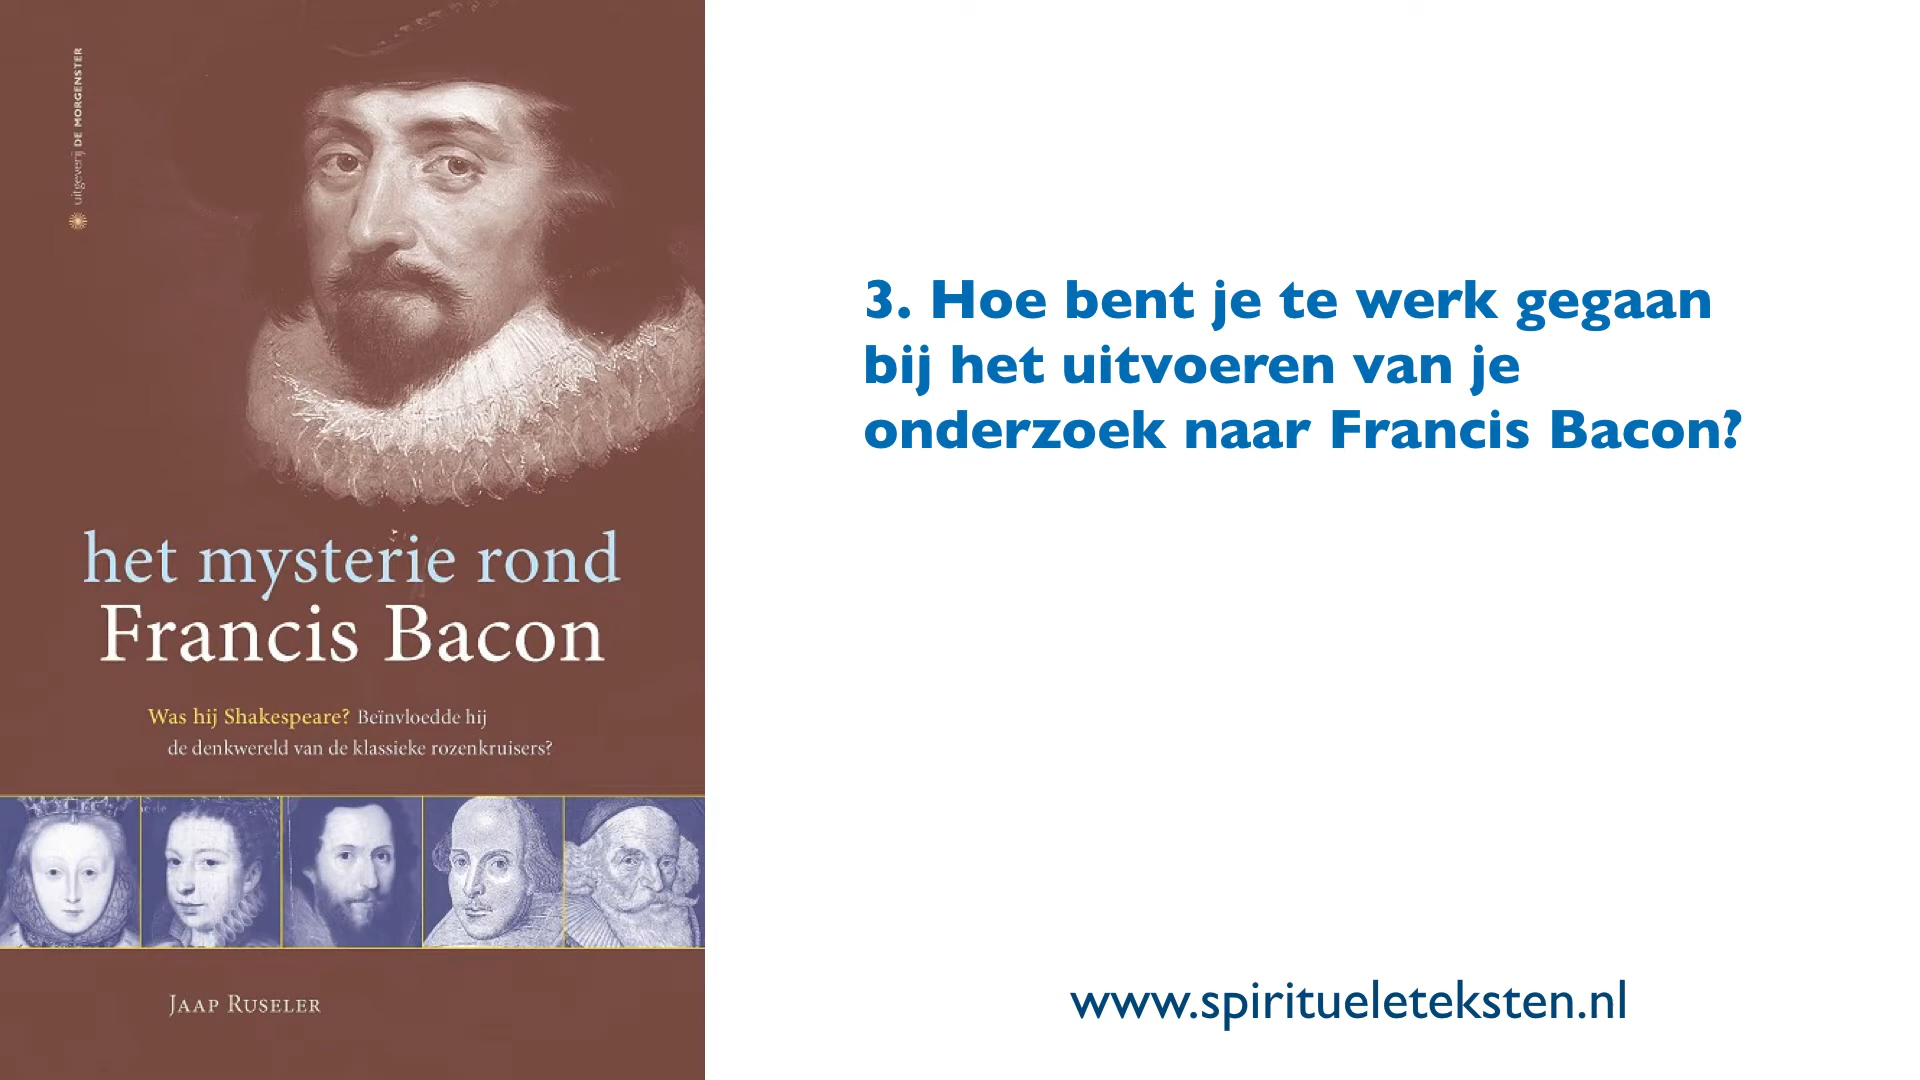 uitgeverij DE MORGENSTER
het mysterie rond
Francis Bacon
Was hij Shakespeare? Beïnvloedde hij
de denkwereld van de klassieke rozenkruisers?
JAAP RUSELER
3. Hoe bent je te werk gegaan
bij het uitvoeren van je
onderzoek naar Francis Bacon?
www.spiritueleteksten.nl